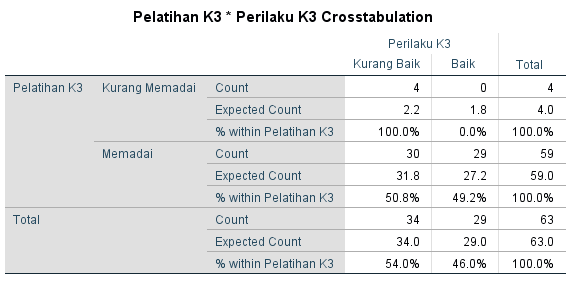 Pelatihan K3 * Perilaku K3 Crosstabulation
Perilaku K3
Kurang Baik Baik Total
Pelatihan K3 Kurang Memadai Count 4 0 4
Expected Count 2.2 1.8 4.0
% within Pelatihan K3 100.0% 0.0% 100.0%
Memadai Count 30 29 59
Expected Count 31.8 27.2 59.0
% within Pelatihan K3 50.8% 49.2% 100.0%
Total Count 34 29 63
Expected Count 34.0 29.0 63.0
% within Pelatihan K3 54.0% 46.0% 100.0%